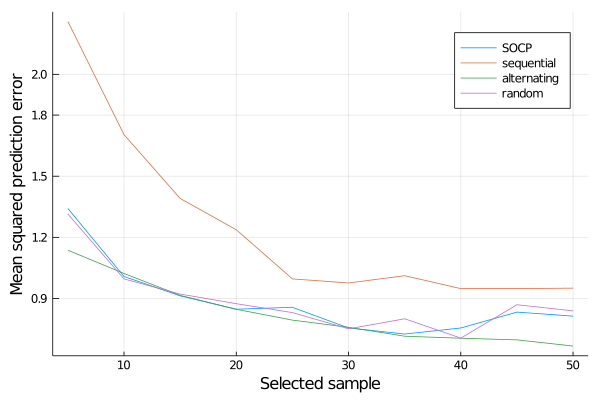 Mean squared prediction error
2.0
1.8
1.5
1.2
0.9
SOCP
sequential
alternating
random
10
20
30
40
50
Selected sample